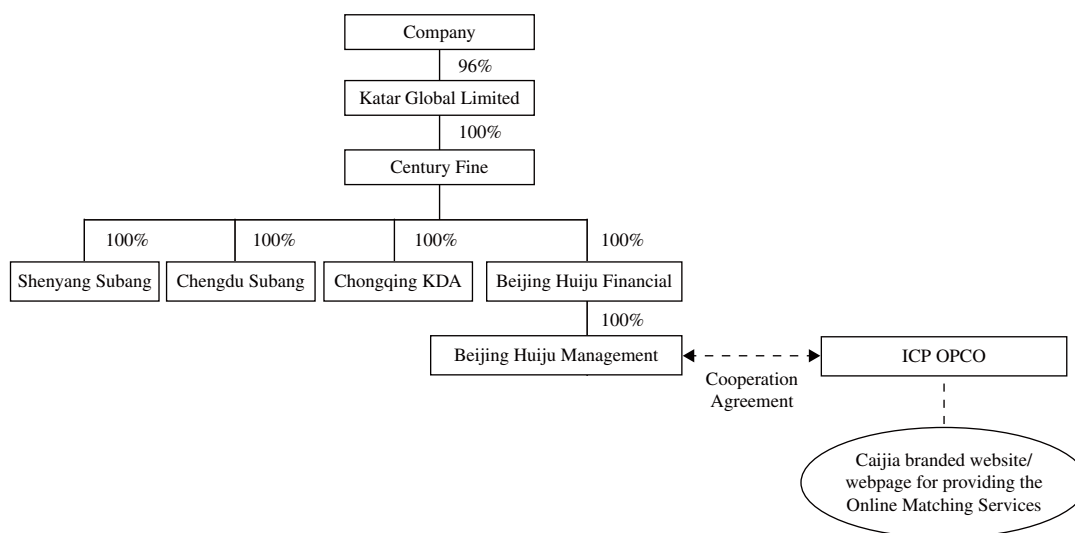 Company
96%
Katar Global Limited
100%
Century Fine
100%
100%
100%
100%
Shenyang Subang
Chengdu Subang
Chongqing KDA
Beijing Huiju Financial
100%
Beijing Huiju Management
ICP OPCO
Cooperation
Agreement
Caijia branded website/
webpage for providing the
Online Matching Services